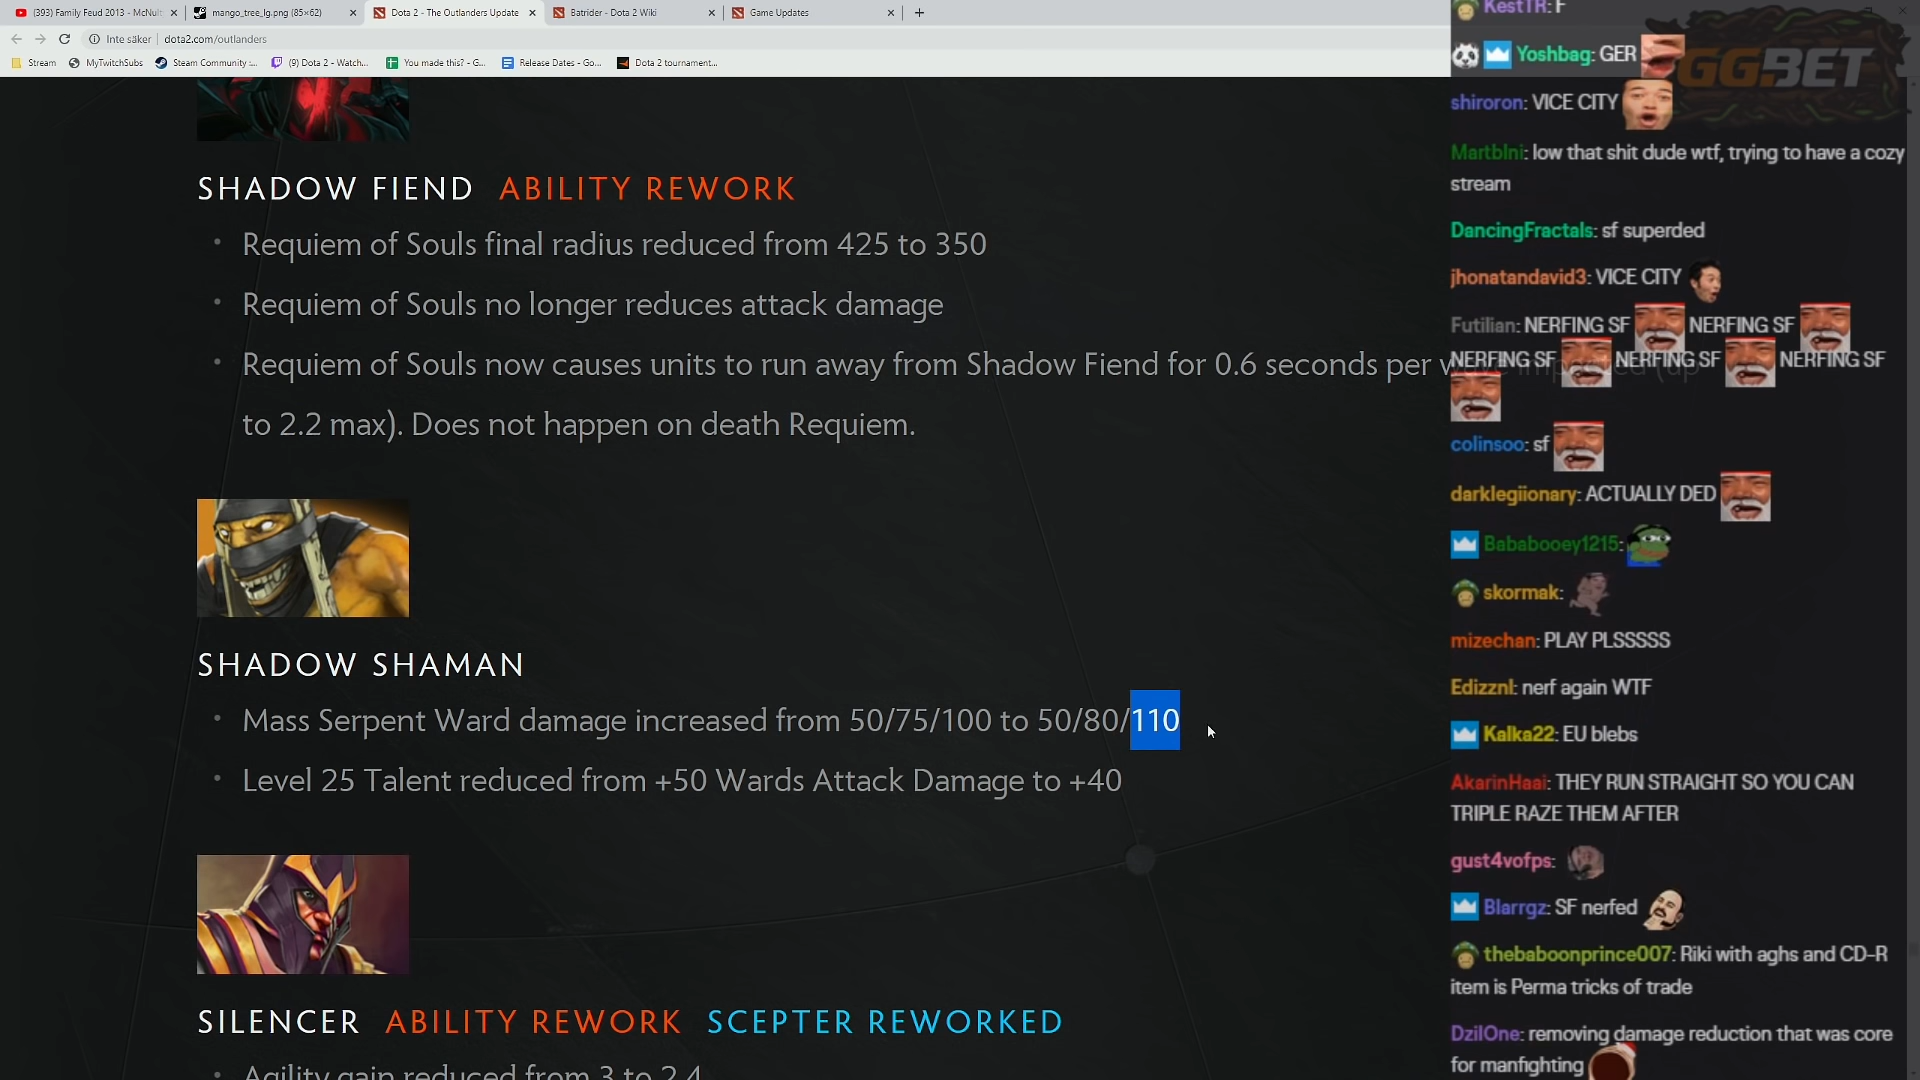 (393) Family Feud 2013 - McNult
mango_tree_lg.png (85×62)
Dota 2 - The Outlanders Update
Batrider - Dota 2 Wiki
Game Updates
Inte säker
dota2.com/outlanders
Stream
MyTwitchSubs
Steam Community :...
(9) Dota 2 - Watch...
You made this? - G...
Release Dates - Go...
Dota 2 tournament...
SHADOW FIEND ABILITY REWORK
• Requiem of Souls final radius reduced from 425 to 350
• Requiem of Souls no longer reduces attack damage
• Requiem of Souls now causes units to run away from Shadow Fiend for 0.6 seconds per
to 2.2 max). Does not happen on death Requiem.
SHADOW SHAMAN
• Mass Serpent Ward damage increased from 50/75/100 to 50/80/110
• Level 25 Talent reduced from +50 Wards Attack Damage to +40
SILENCER ABILITY REWORK SCEPTER REWORKED
• Agility gain reduced from 3 to 2.4
KestTR: F
Yoshbag: GER
GG.BET
shiroron: VICE CITY
Martblni: low that shit dude wtf, trying to have a cozy
stream
DancingFractals: sf superded
jhonatandavid3: VICE CITY
Futilian: NERFING SF NERFING SF
NERFING SF NERFING SF NERFING SF
colinsoo: sf
darklegiionary: ACTUALLY DED
Bababooey1215:
skormak:
mizechan: PLAY PLSSSSS
Edizznl: nerf again WTF
Kalka22: EU blebs
AkarinHaai: THEY RUN STRAIGHT SO YOU CAN
TRIPLE RAZE THEM AFTER
gust4vofps:
Blarrgz: SF nerfed
thebaboonprince007: Riki with aghs and CD-R
item is Perma tricks of trade
DzilOne: removing damage reduction that was core
for manfighting